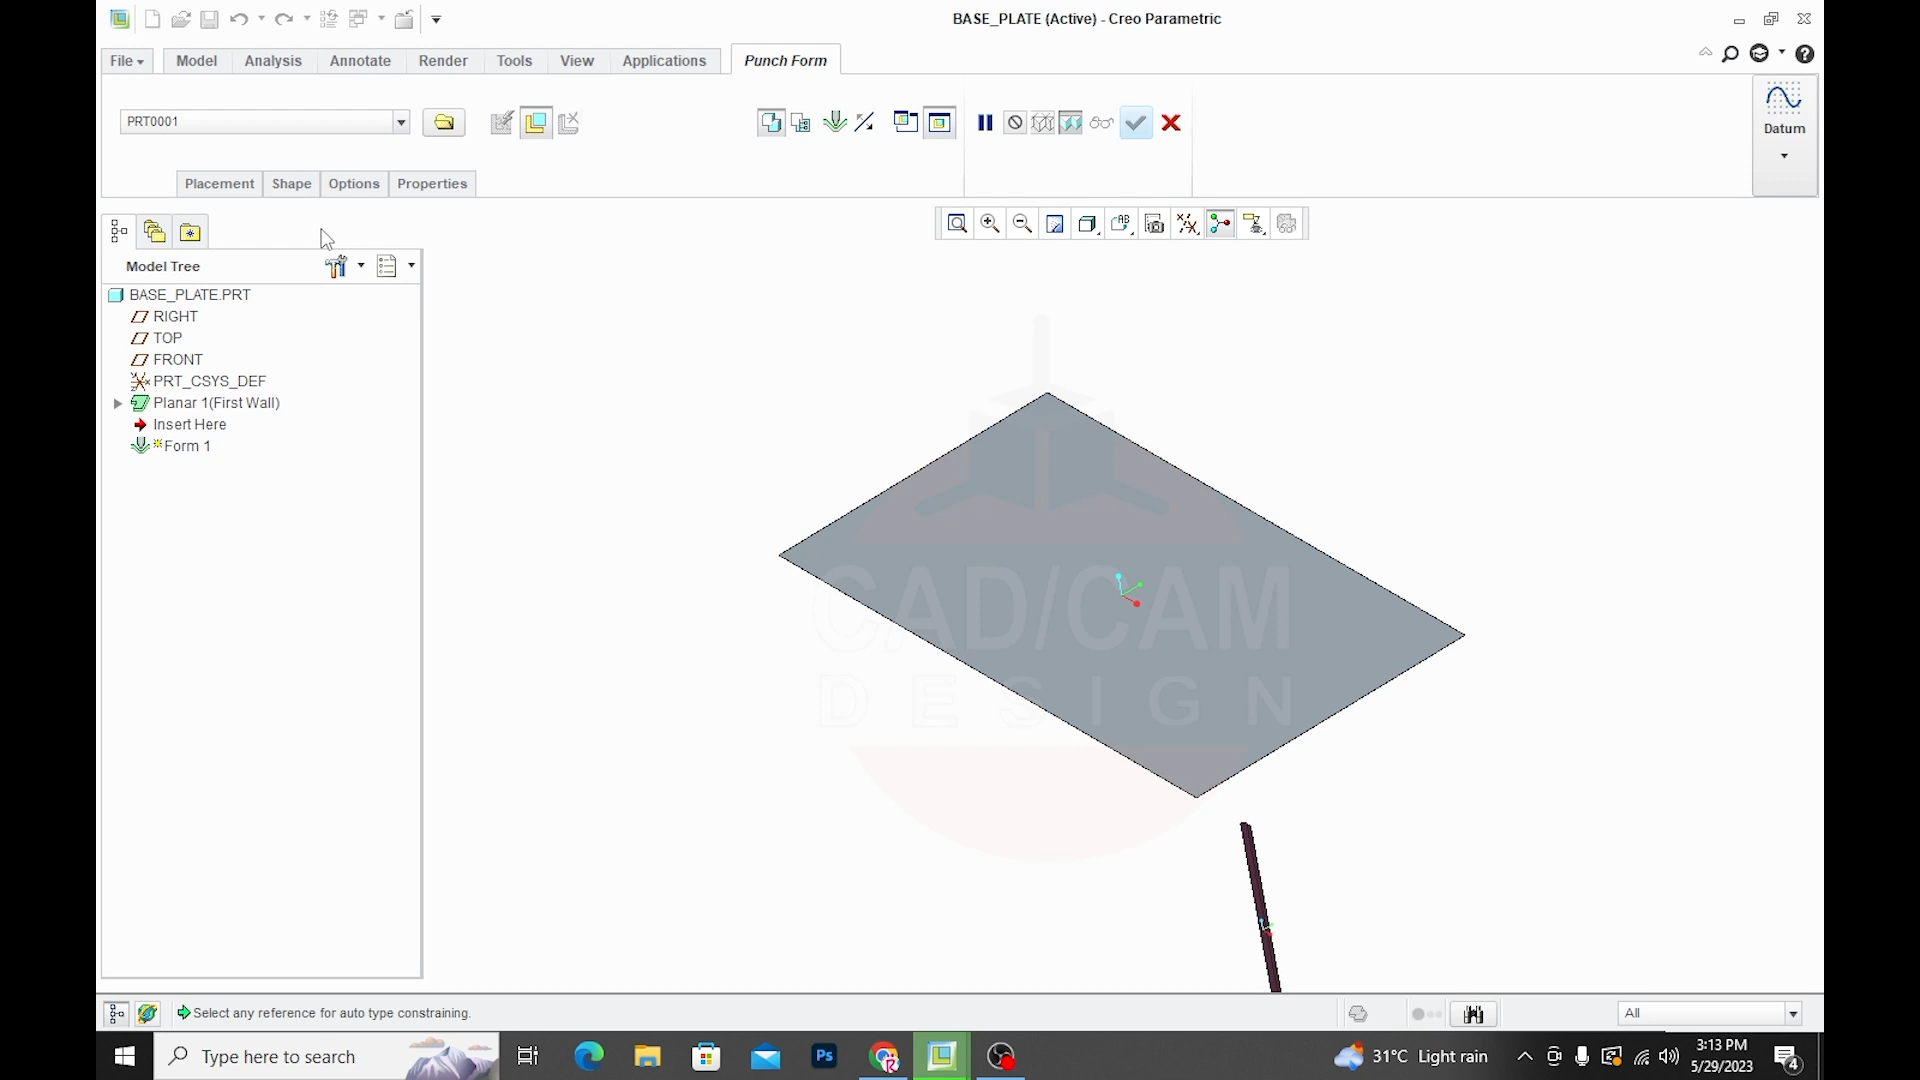 BASE_PLATE (Active) - Creo Parametric
File Model Analysis Annotate Render Tools View Applications Punch Form
PRT0001
Datum
Placement Shape Options Properties
Model Tree
BASE_PLATE.PRT
RIGHT
TOP
FRONT
PRT_CSYS_DEF
Planar 1(First Wall)
Insert Here
Form 1
CAD/CAM
DESIGN
Select any reference for auto type constraining.
All
Type here to search
Ps
31°C Light rain
3:13 PM
5/29/2023
4